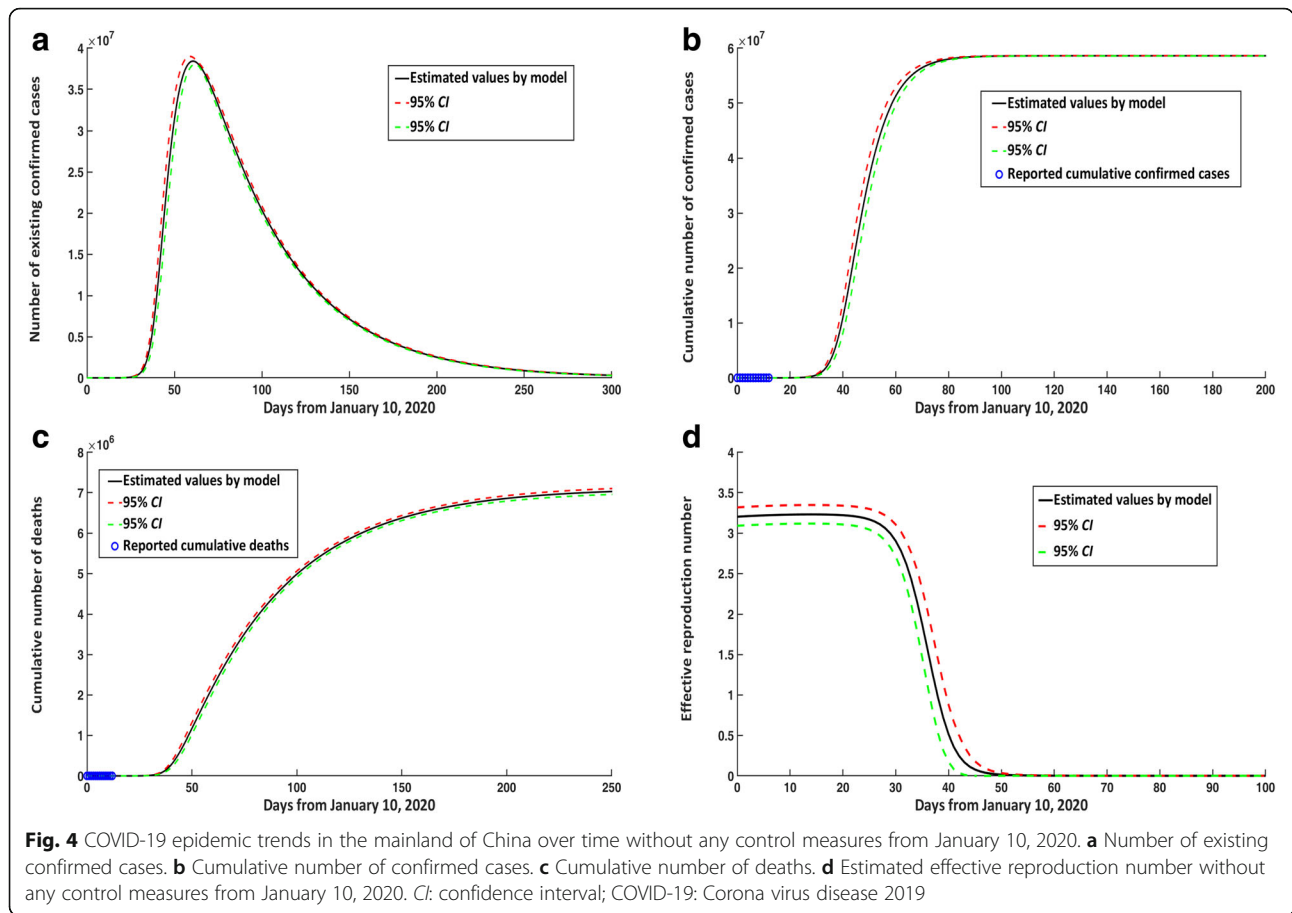 a
×10⁷
4
3.5
3
2.5
2
1.5
1
0.5
0
Number of existing confirmed cases
Estimated values by model
95% CI
95% CI
0 50 100 150 200 250 300
Days from January 10, 2020
b
×10⁷
6
5
4
3
2
1
0
Cumulative number of confirmed cases
Estimated values by model
95% CI
95% CI
Reported cumulative confirmed cases
0 20 40 60 80 100 120 140 160 180 200
Days from January 10, 2020
c
×10⁶
8
7
6
5
4
3
2
1
0
Cumulative number of deaths
Estimated values by model
95% CI
95% CI
Reported cumulative deaths
0 50 100 150 200 250
Days from January 10, 2020
d
4
3.5
3
2.5
2
1.5
1
0.5
0
Effective reproduction number
Estimated values by model
95% CI
95% CI
0 10 20 30 40 50 60 70 80 90 100
Days from January 10, 2020
Fig. 4 COVID-19 epidemic trends in the mainland of China over time without any control measures from January 10, 2020. a Number of existing
confirmed cases. b Cumulative number of confirmed cases. c Cumulative number of deaths. d Estimated effective reproduction number without
any control measures from January 10, 2020. CI: confidence interval; COVID-19: Corona virus disease 2019